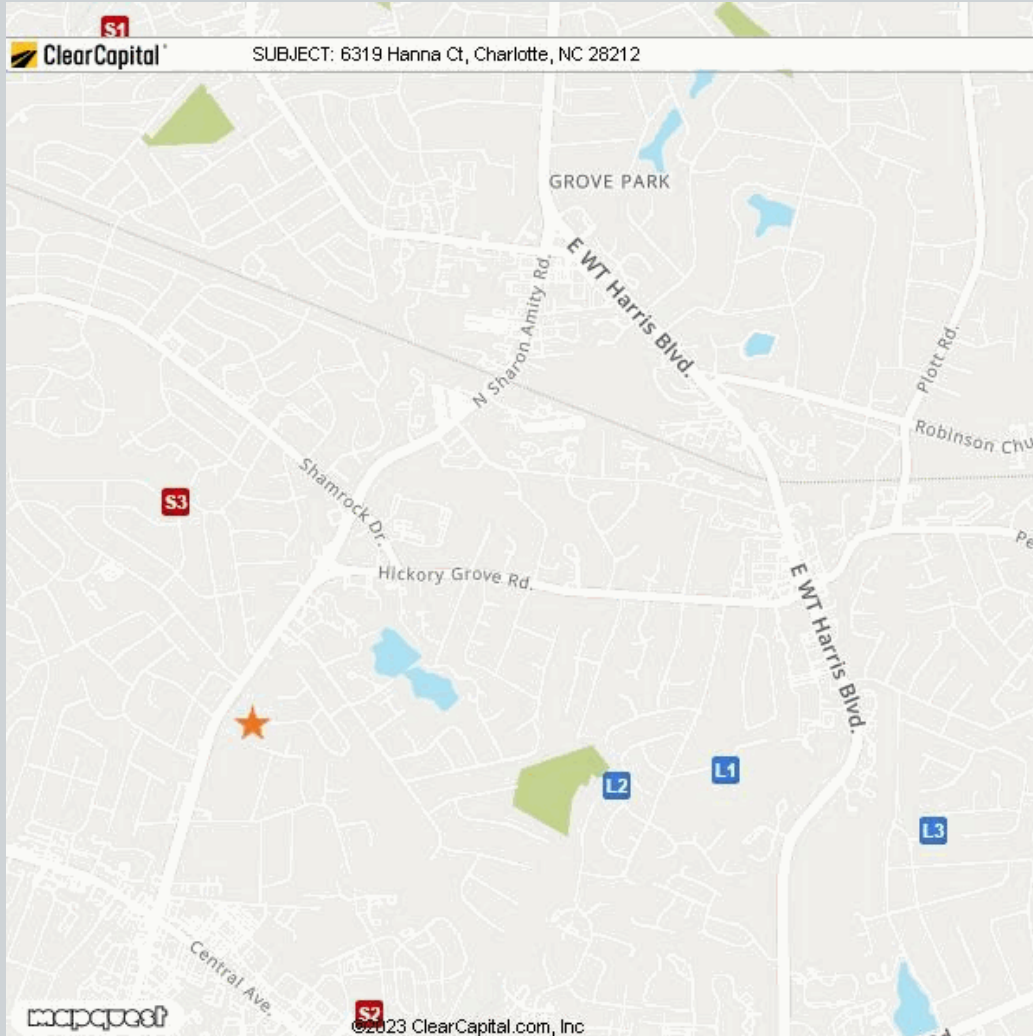 S1
ClearCapital
SUBJECT: 6319 Hanna Ct, Charlotte, NC 28212
GROVE PARK
E WT Harris Blvd.
N Sharon Amity Rd.
Plott Rd.
Robinson Chu
Shamrock Dr.
S3
Hickory Grove Rd.
Pe
E WT Harris Blvd.
L1
L2
L3
Central Ave.
S2
mapquest
©2023 ClearCapital.com, Inc